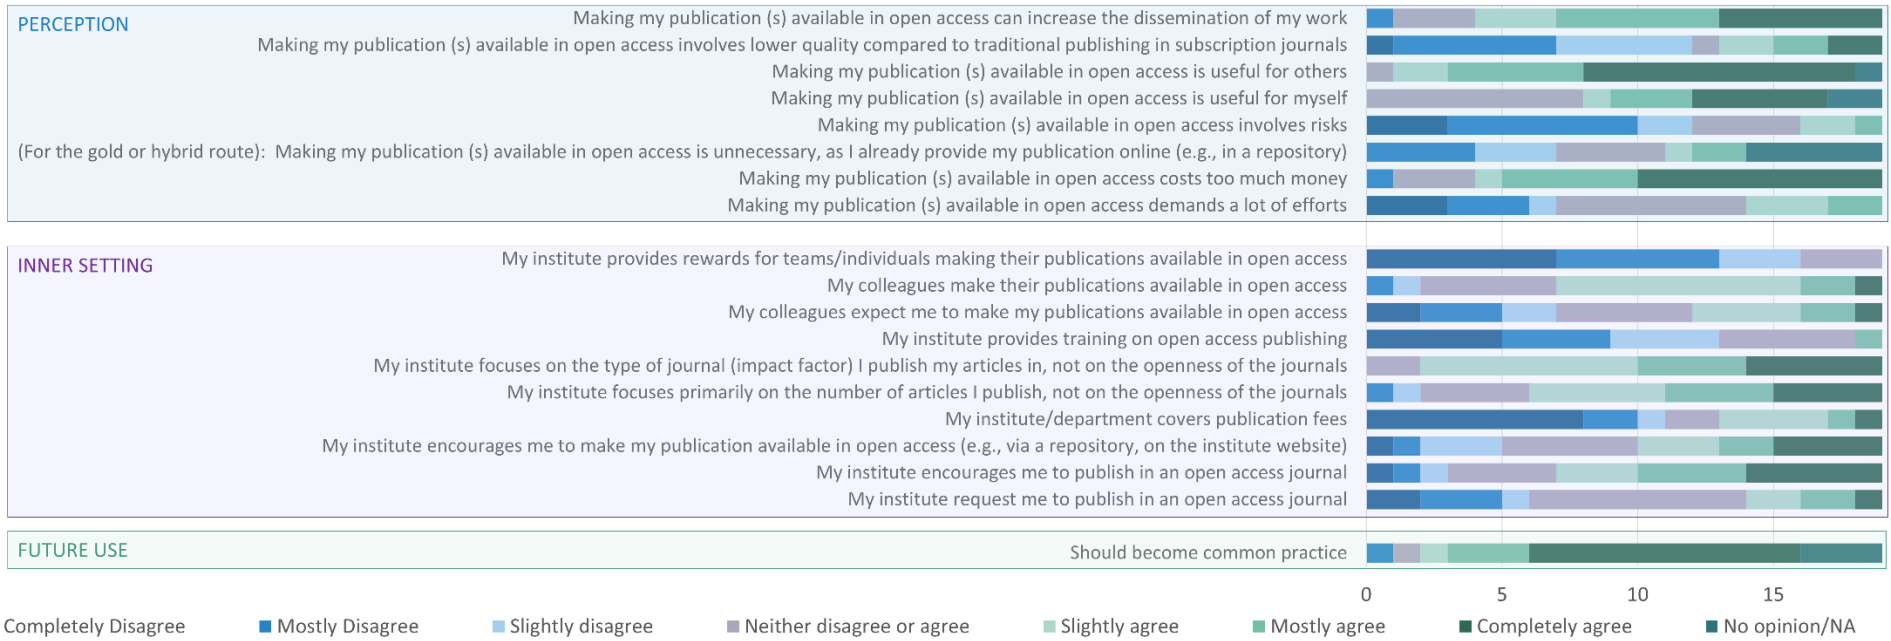 PERCEPTION
Making my publication (s) available in open access can increase the dissemination of my work
Making my publication (s) available in open access involves lower quality compared to traditional publishing in subscription journals
Making my publication (s) available in open access is useful for others
Making my publication (s) available in open access is useful for myself
Making my publication (s) available in open access involves risks
(For the gold or hybrid route): Making my publication (s) available in open access is unnecessary, as I already provide my publication online (e.g., in a repository)
Making my publication (s) available in open access costs too much money
Making my publication (s) available in open access demands a lot of efforts
INNER SETTING
My institute provides rewards for teams/individuals making their publications available in open access
My colleagues make their publications available in open access
My colleagues expect me to make my publications available in open access
My institute provides training on open access publishing
My institute focuses on the type of journal (impact factor) I publish my articles in, not on the openness of the journals
My institute focuses primarily on the number of articles I publish, not on the openness of the journals
My institute/department covers publication fees
My institute encourages me to make my publication available in open access (e.g., via a repository, on the institute website)
My institute encourages me to publish in an open access journal
My institute request me to publish in an open access journal
FUTURE USE
Should become common practice
0 5 10 15
Completely Disagree Mostly Disagree Slightly disagree Neither disagree or agree Slightly agree Mostly agree Completely agree No opinion/NA